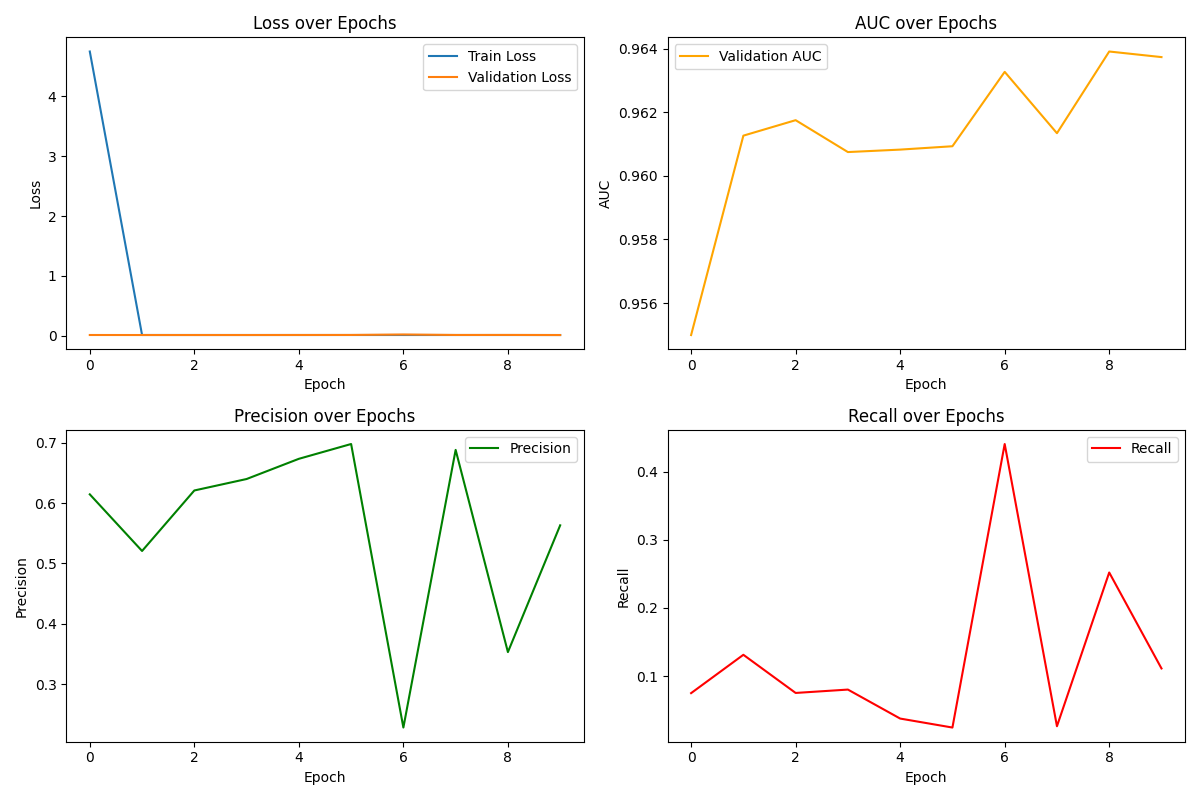 Loss over Epochs
Train Loss
Validation Loss
Loss
4
3
2
1
0
0 2 4 6 8
Epoch
AUC over Epochs
Validation AUC
AUC
0.964
0.962
0.960
0.958
0.956
0 2 4 6 8
Epoch
Precision over Epochs
Precision
Precision
0.7
0.6
0.5
0.4
0.3
0 2 4 6 8
Epoch
Recall over Epochs
Recall
Recall
0.4
0.3
0.2
0.1
0 2 4 6 8
Epoch